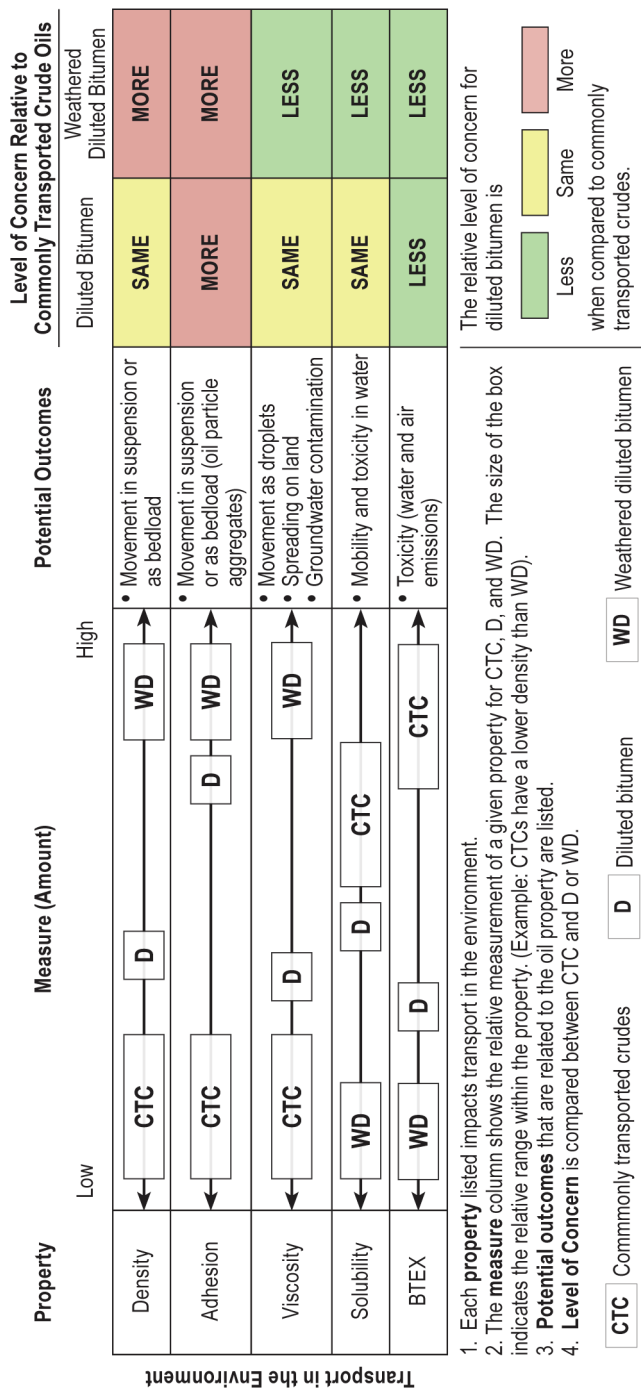 Level of Concern Relative to
Commonly Transported Crude Oils
Property
Measure (Amount)
Potential Outcomes
Diluted Bitumen
Weathered
Diluted Bitumen
Low
High
Transport in the Environment
Density
CTC
D
WD
• Movement in suspension or
as bedload
SAME
MORE
Adhesion
CTC
D
WD
• Movement in suspension
or as bedload (oil particle
aggregates)
MORE
MORE
Viscosity
CTC
D
WD
• Movement as droplets
• Spreading on land
• Groundwater contamination
SAME
LESS
Solubility
WD
D
CTC
• Mobility and toxicity in water
SAME
LESS
BTEX
WD
D
CTC
• Toxicity (water and air
emissions)
LESS
LESS
1. Each property listed impacts transport in the environment.
2. The measure column shows the relative measurement of a given property for CTC, D, and WD. The size of the box
indicates the relative range within the property. (Example: CTCs have a lower density than WD).
3. Potential outcomes that are related to the oil property are listed.
4. Level of Concern is compared between CTC and D or WD.
CTC Commmonly transported crudes
D Diluted bitumen
WD Weathered diluted bitumen
The relative level of concern for
diluted bitumen is
Less
Same
More
when compared to commonly
transported crudes.